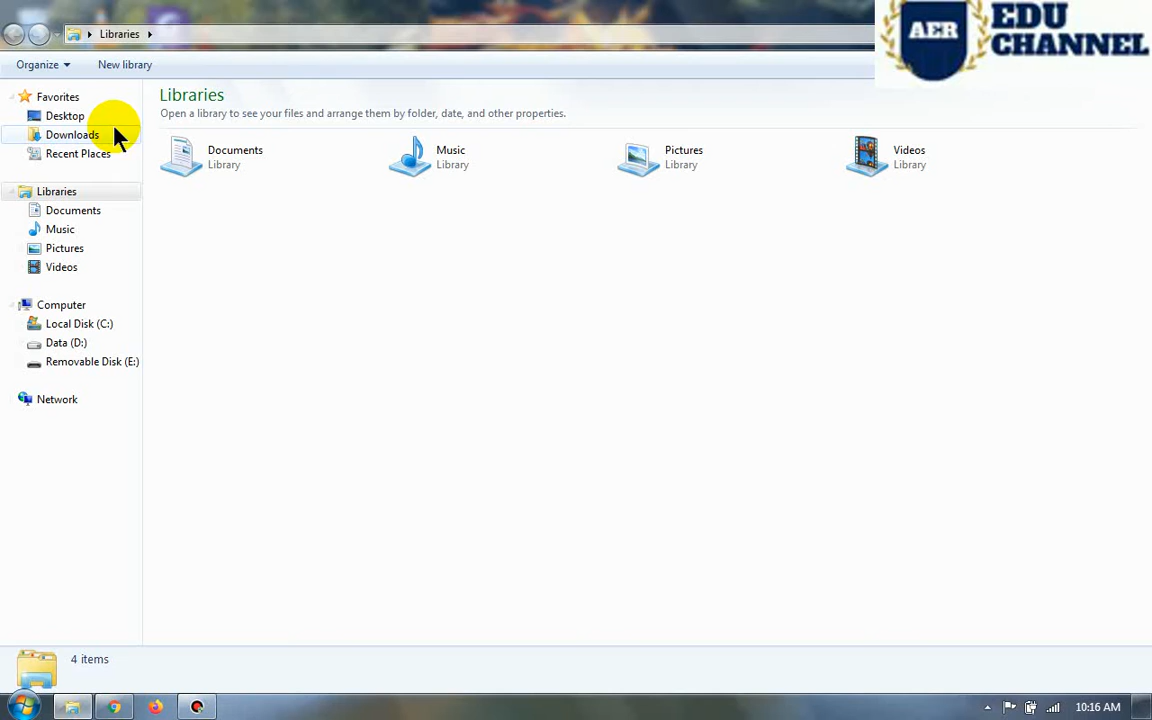 Libraries
AER
EDU
CHANNEL
Organize
New library
Favorites
Desktop
Downloads
Recent Places
Libraries
Documents
Music
Pictures
Videos
Computer
Local Disk (C:)
Data (D:)
Removable Disk (E:)
Network
Libraries
Open a library to see your files and arrange them by folder, date, and other properties.
Documents
Library
Music
Library
Pictures
Library
Videos
Library
4 items
10:16 AM